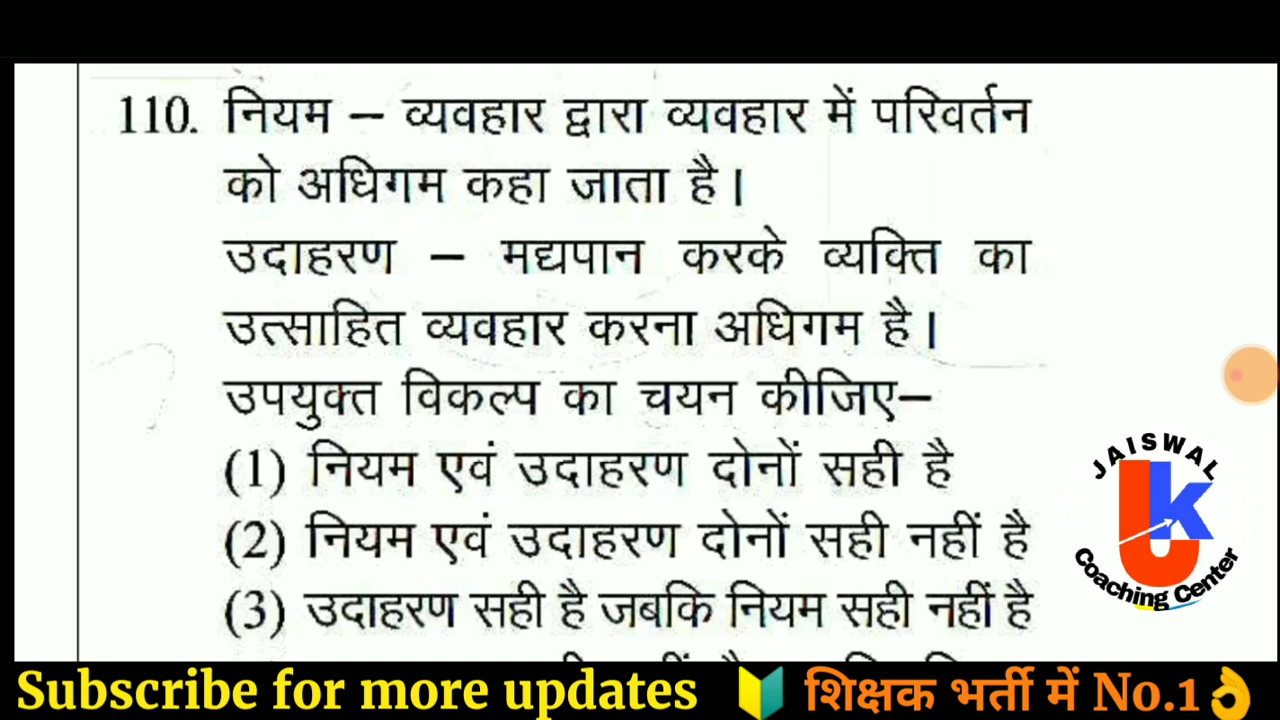 110. नियम – व्यवहार द्वारा व्यवहार में परिवर्तन
को अधिगम कहा जाता है।
उदाहरण – मद्यपान करके व्यक्ति का
उत्साहित व्यवहार करना अधिगम है।
उपयुक्त विकल्प का चयन कीजिए–
(1) नियम एवं उदाहरण दोनों सही है
(2) नियम एवं उदाहरण दोनों सही नहीं है
(3) उदाहरण सही है जबकि नियम सही नहीं है
JAISWAL
UK
Coaching Center
Subscribe for more updates 🔰 शिक्षक भर्ती में No.1👌